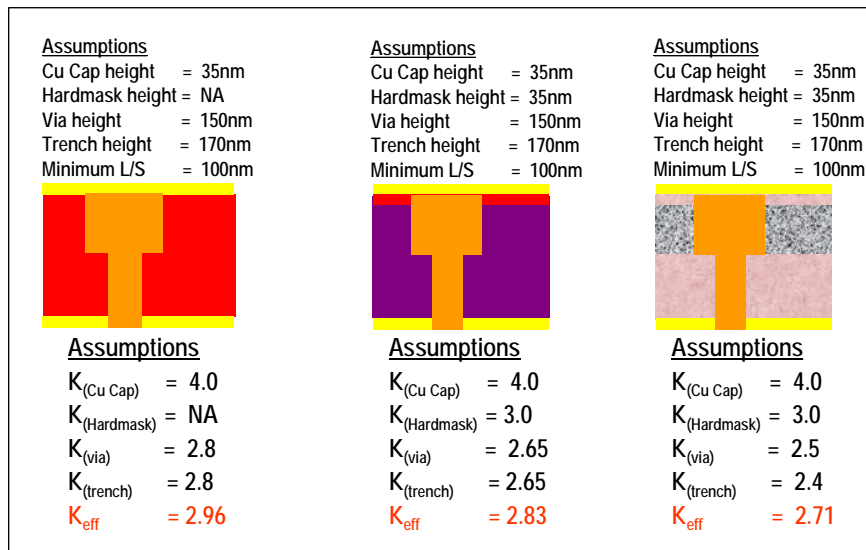 Assumptions
Cu Cap height = 35nm
Hardmask height = NA
Via height = 150nm
Trench height = 170nm
Minimum L/S = 100nm
Assumptions
K(Cu Cap) = 4.0
K(Hardmask) = NA
K(via) = 2.8
K(trench) = 2.8
Keff = 2.96
Assumptions
Cu Cap height = 35nm
Hardmask height = 35nm
Via height = 150nm
Trench height = 170nm
Minimum L/S = 100nm
Assumptions
K(Cu Cap) = 4.0
K(Hardmask) = 3.0
K(via) = 2.65
K(trench) = 2.65
Keff = 2.83
Assumptions
Cu Cap height = 35nm
Hardmask height = 35nm
Via height = 150nm
Trench height = 170nm
Minimum L/S = 100nm
Assumptions
K(Cu Cap) = 4.0
K(Hardmask) = 3.0
K(via) = 2.5
K(trench) = 2.4
Keff = 2.71